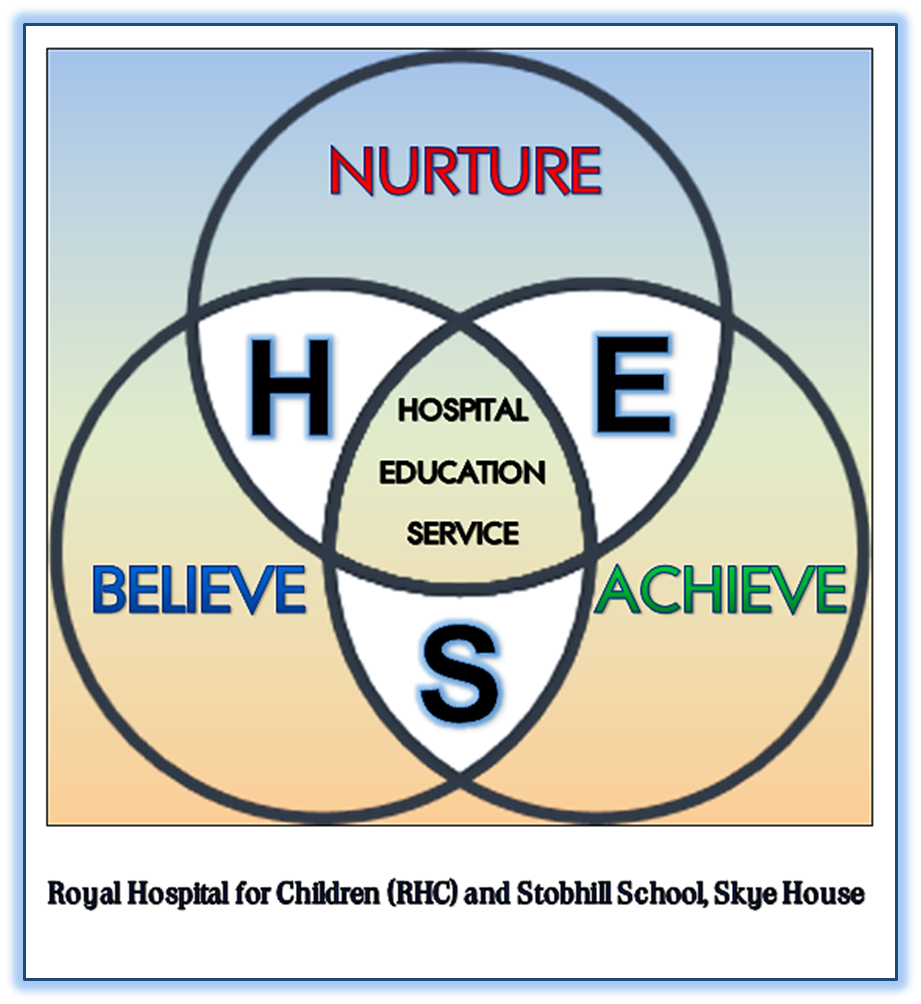 NURTURE
H
E
HOSPITAL
EDUCATION
SERVICE
BELIEVE
ACHIEVE
S
Royal Hospital for Children (RHC) and Stobhill School, Skye House